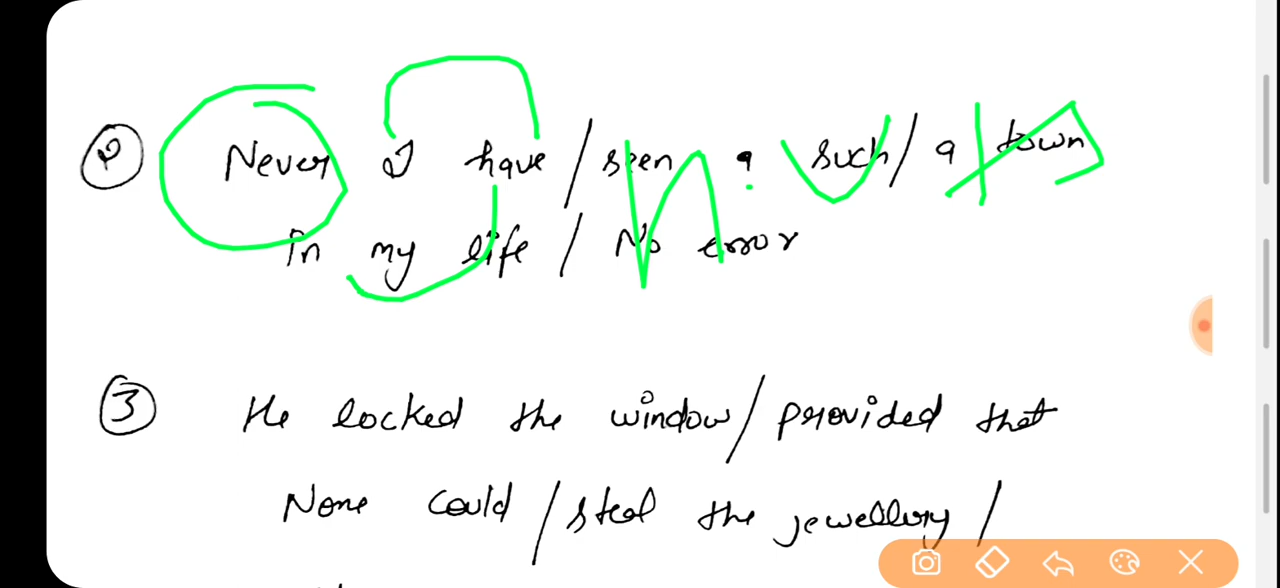 ② Never I have / seen a such / a town
in my life / No error
③ He locked the window / provided that
None could / steal the jewellery /